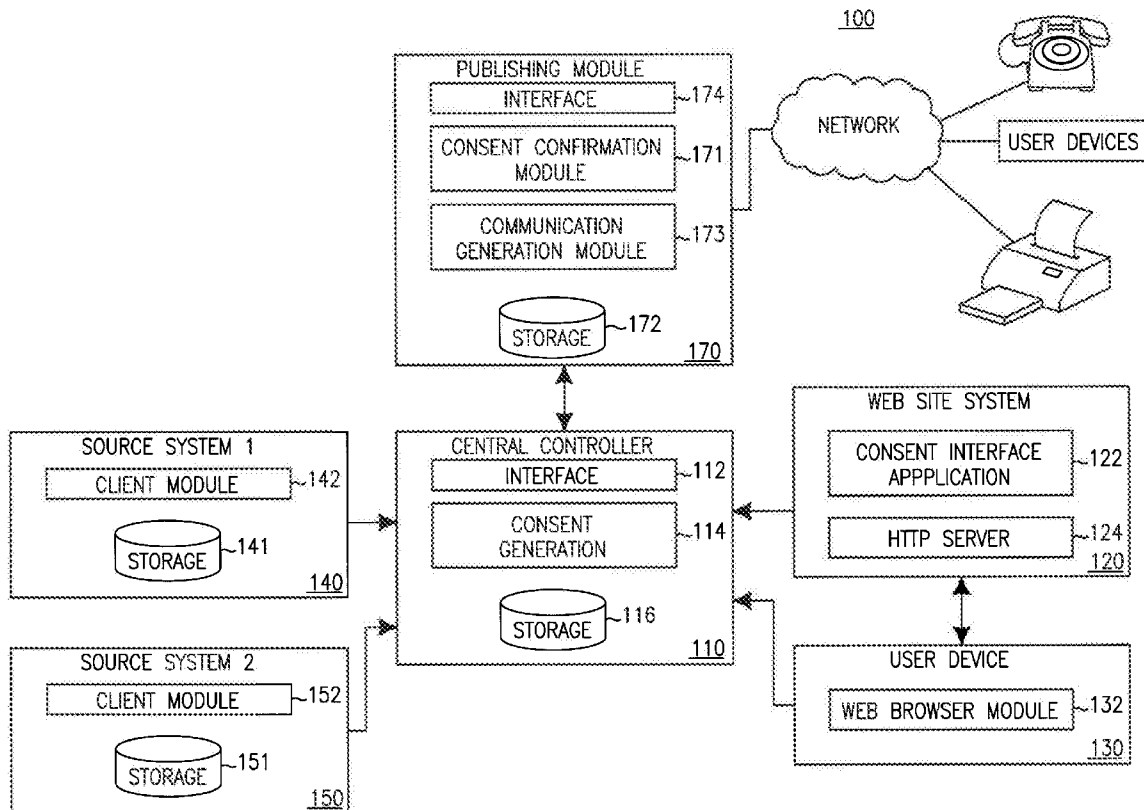 100
PUBLISHING MODULE
INTERFACE
174
CONSENT CONFIRMATION
MODULE
171
COMMUNICATION
GENERATION MODULE
173
STORAGE
172
170
NETWORK
USER DEVICES
SOURCE SYSTEM 1
CLIENT MODULE
142
STORAGE
141
140
CENTRAL CONTROLLER
INTERFACE
112
CONSENT
GENERATION
114
STORAGE
116
110
WEB SITE SYSTEM
CONSENT INTERFACE
APPPLICATION
122
HTTP SERVER
124
120
SOURCE SYSTEM 2
CLIENT MODULE
152
STORAGE
151
150
USER DEVICE
WEB BROWSER MODULE
132
130